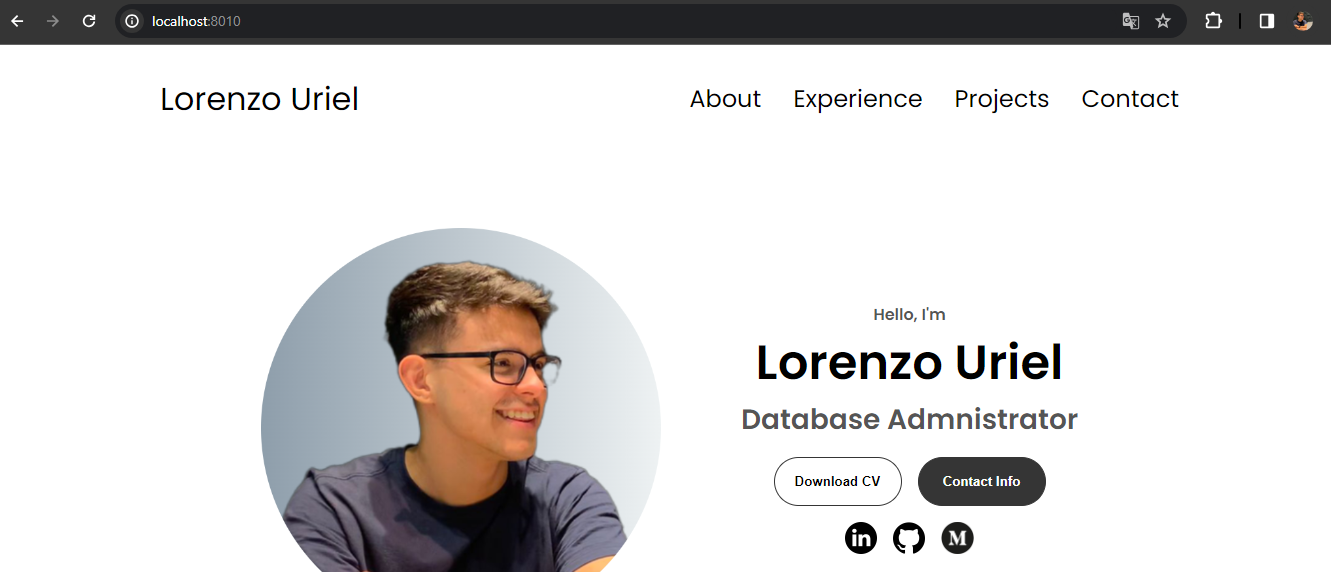 localhost:8010
Lorenzo Uriel
About Experience Projects Contact
Hello, I'm
Lorenzo Uriel
Database Admnistrator
Download CV Contact Info
in M